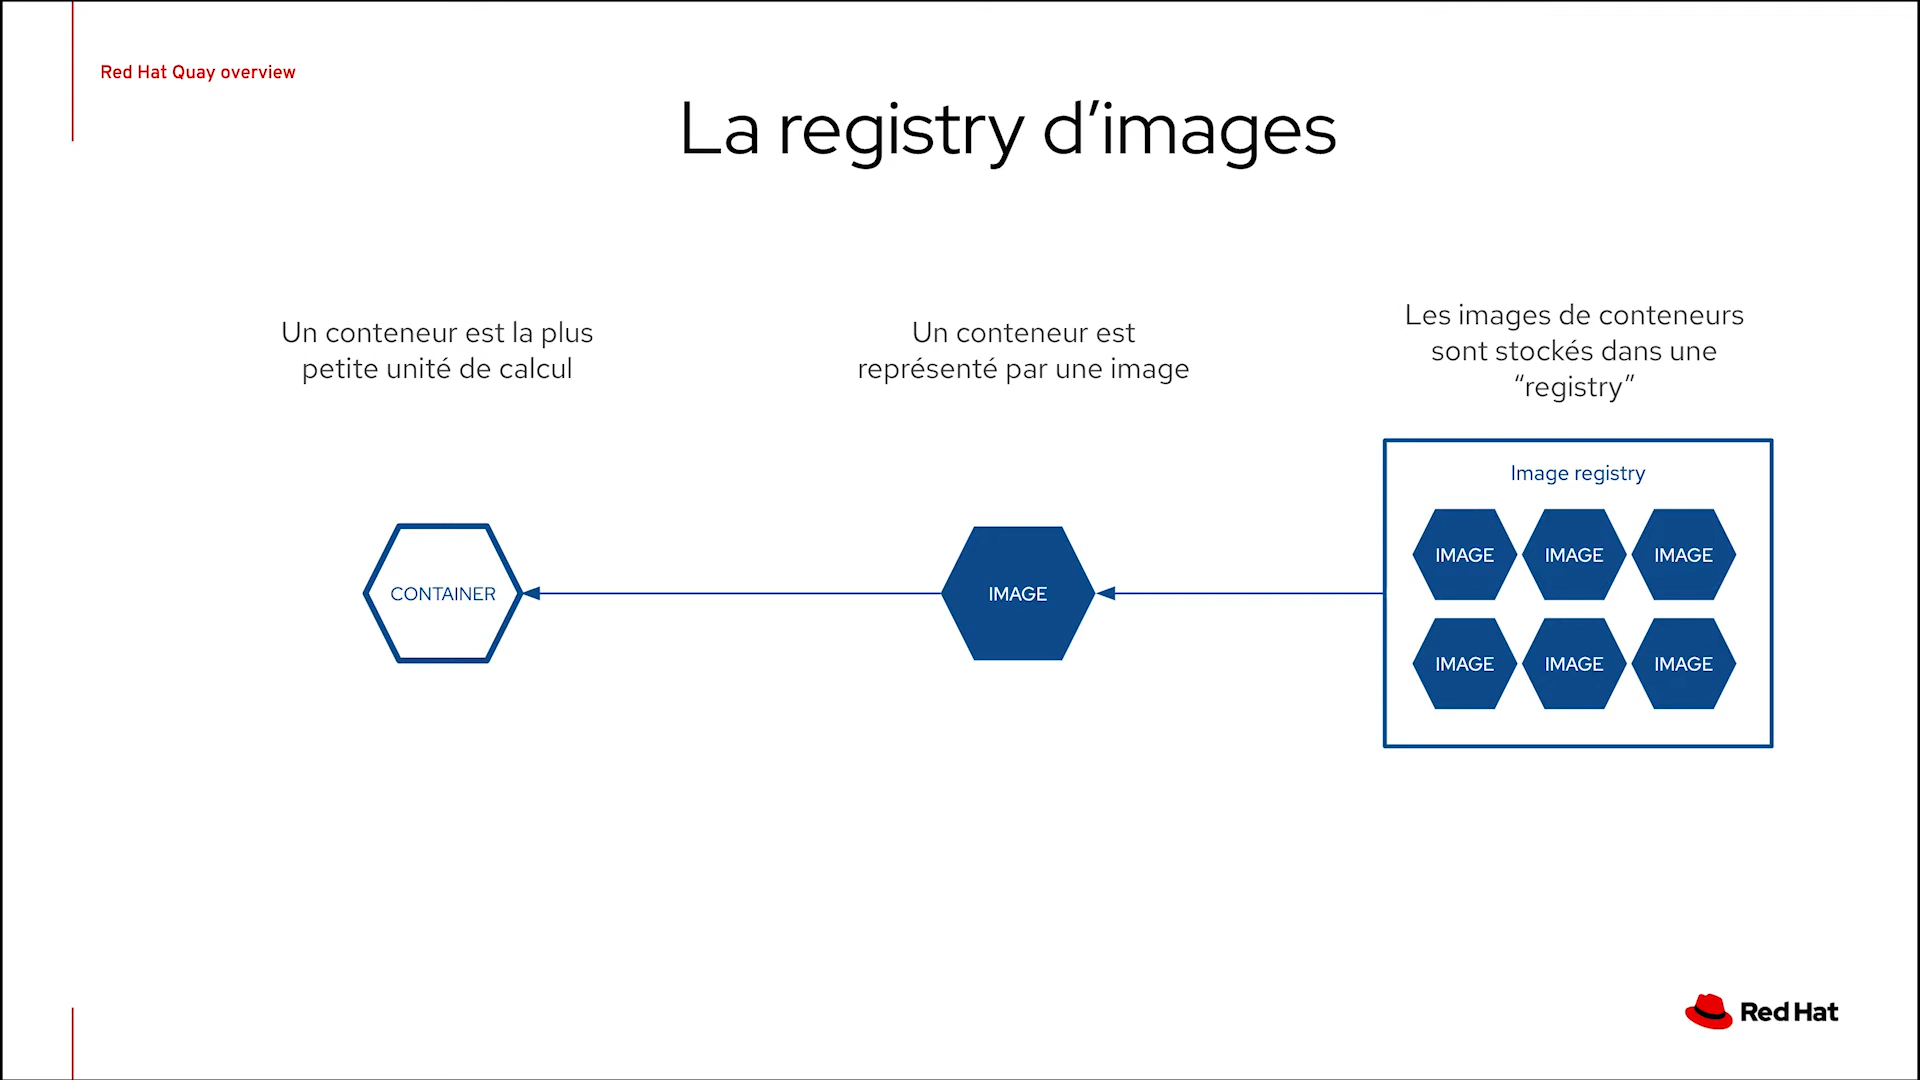 Red Hat Quay overview
La registry d’images
Un conteneur est la plus
petite unité de calcul
Un conteneur est
représenté par une image
Les images de conteneurs
sont stockés dans une
“registry”
CONTAINER
IMAGE
Image registry
IMAGE IMAGE IMAGE
IMAGE IMAGE IMAGE
Red Hat